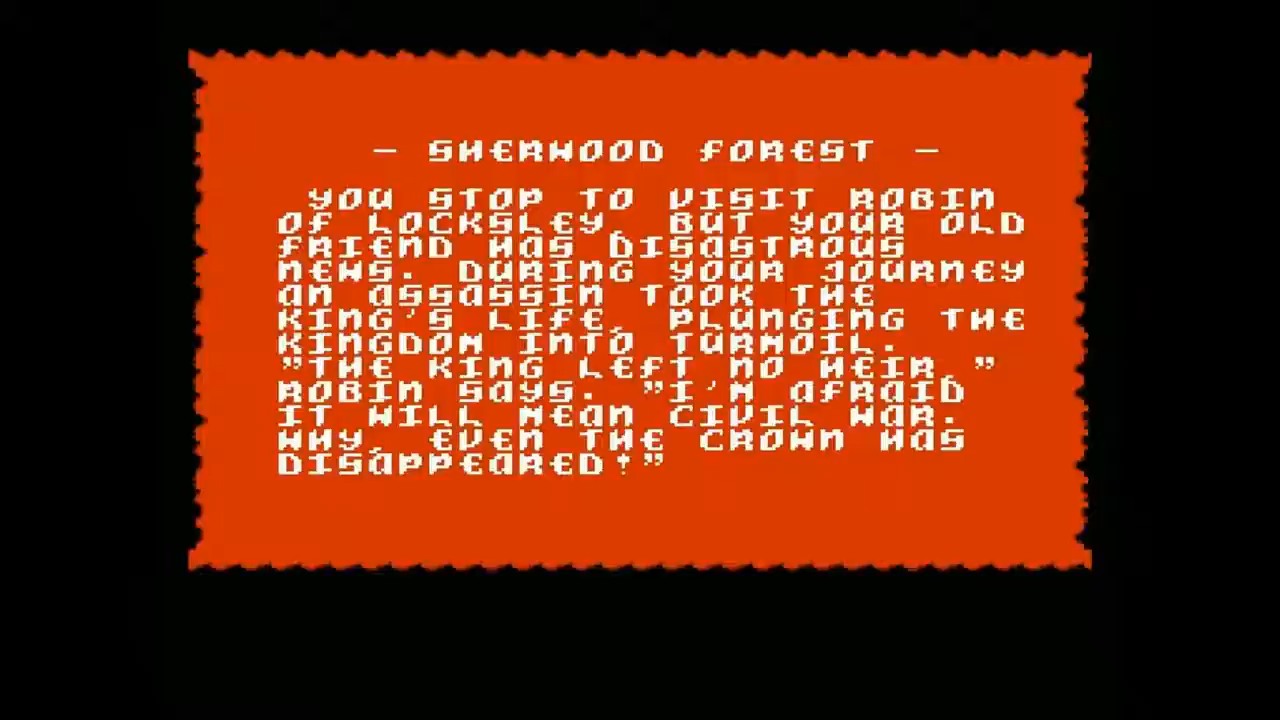 - SHERWOOD FOREST -
YOU STOP TO VISIT ROBIN
OF LOCKSLEY, BUT YOUR OLD
FRIEND HAS DISASTROUS
NEWS. DURING YOUR JOURNEY
AN ASSASSIN TOOK THE
KING'S LIFE, PLUNGING THE
KINGDOM INTO TURMOIL.
"THE KING LEFT NO HEIR,"
ROBIN SAYS. "I'M AFRAID
IT WILL MEAN CIVIL WAR.
WHY, EVEN THE CROWN HAS
DISAPPEARED!"